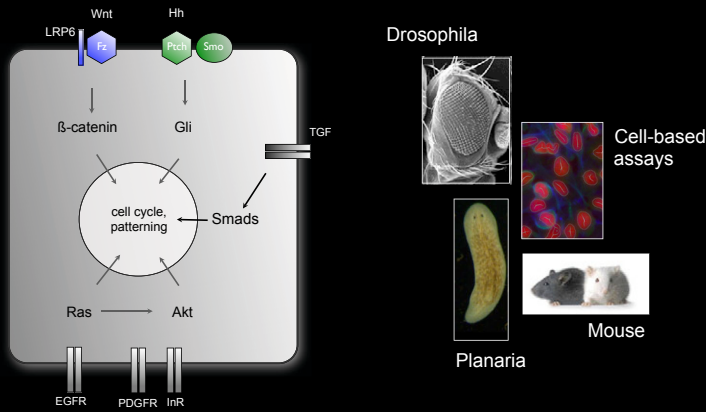 Wnt
Hh
LRP6
Fz
Ptch
Smo
ß-catenin
Gli
TGF
cell cycle,
patterning
Smads
Ras
Akt
EGFR
PDGFR
InR
Drosophila
Cell-based
assays
Mouse
Planaria